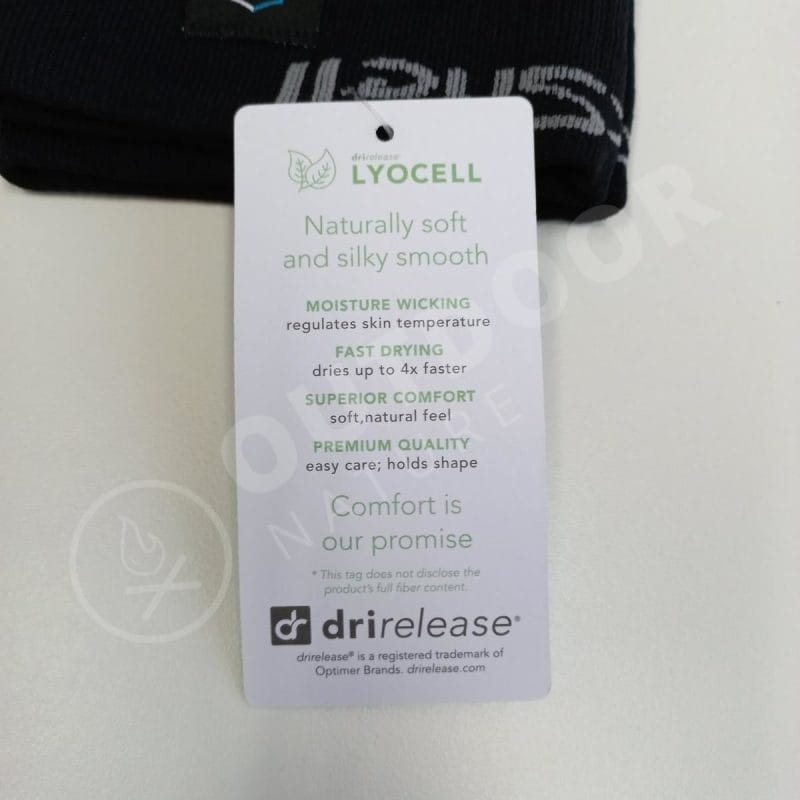 drirelease®
LYOCELL
Naturally soft
and silky smooth
MOISTURE WICKING
regulates skin temperature
FAST DRYING
dries up to 4x faster
SUPERIOR COMFORT
soft,natural feel
PREMIUM QUALITY
easy care; holds shape
Comfort is
our promise
* This tag does not disclose the
product's full fiber content.
drirelease®
drirelease® is a registered trademark of
Optimer Brands. drirelease.com
OUTDOOR
NATURE